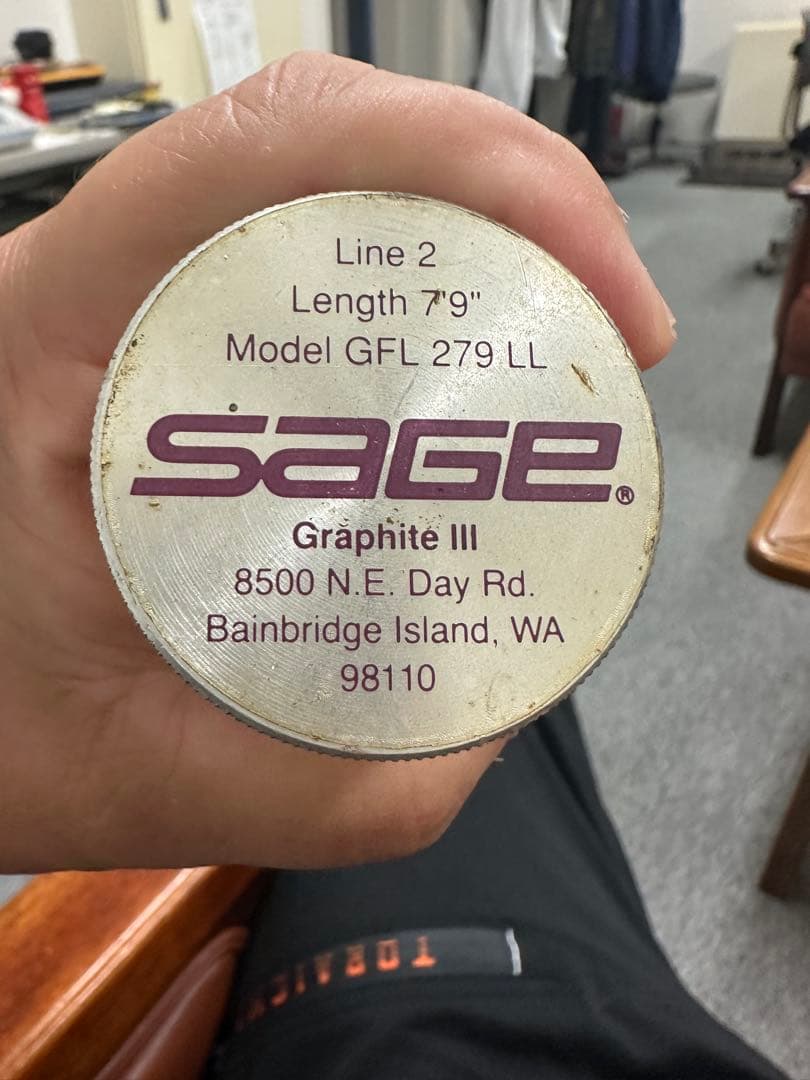 Line 2
Length 7'9"
Model GFL 279 LL
SAGE®
Graphite III
8500 N.E. Day Rd.
Bainbridge Island, WA
98110